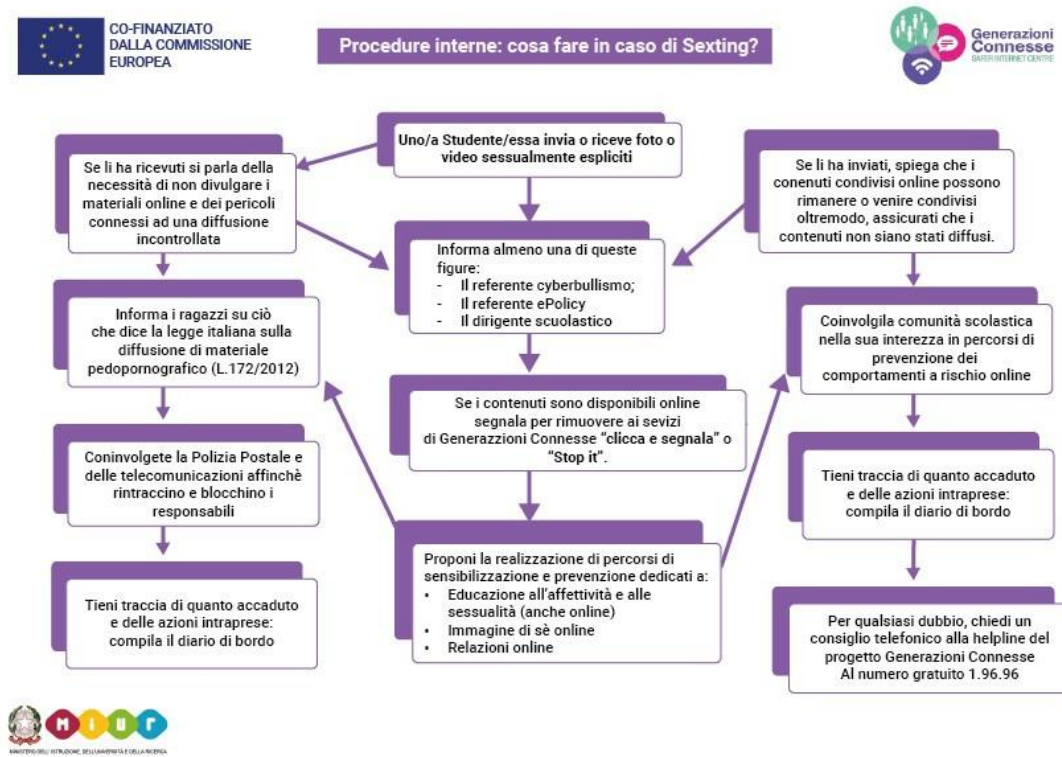 CO-FINANZIATO
DALLA COMMISSIONE
EUROPEA
Procedure interne: cosa fare in caso di Sexting?
Generazioni
Connesse
SAFER INTERNET CENTRE
Uno/a Studente/essa invia o riceve foto o
video sessualmente espliciti
Se li ha ricevuti si parla della
necessità di non divulgare i
materiali online e dei pericoli
connessi ad una diffusione
incontrollata
Informa i ragazzi su ciò
che dice la legge italiana sulla
diffusione di materiale
pedopornografico (L.172/2012)
Coninvolgete la Polizia Postale e
delle telecomunicazioni affinchè
rintraccino e blocchino i
responsabili
Tieni traccia di quanto accaduto
e delle azioni intraprese:
compila il diario di bordo
Informa almeno una di queste
figure:
- Il referente cyberbullismo;
- Il referente ePolicy
- Il dirigente scuolastico
Se i contenuti sono disponibili online
segnala per rimuovere ai sevizi
di Generazzioni Connesse “clicca e segnala” o
“Stop it”.
Proponi la realizzazione di percorsi di
sensibilizzazione e prevenzione dedicati a:
• Educazione all’affettività e alle
sessualità (anche online)
• Immagine di sè online
• Relazioni online
Se li ha inviati, spiega che i
conenuti condivisi online possono
rimanere o venire condivisi
oltremodo, assicurati che i
contenuti non siano stati diffusi.
Coinvolgila comunità scolastica
nella sua interezza in percorsi di
prevenzione dei
comportamenti a rischio online
Tieni traccia di quanto accaduto
e delle azioni intraprese:
compila il diario di bordo
Per qualsiasi dubbio, chiedi un
consiglio telefonico alla helpline del
progetto Generazioni Connesse
Al numero gratuito 1.96.96
MIUR
MINISTERO DELL'ISTRUZIONE, DELL'UNIVERSITÀ E DELLA RICERCA